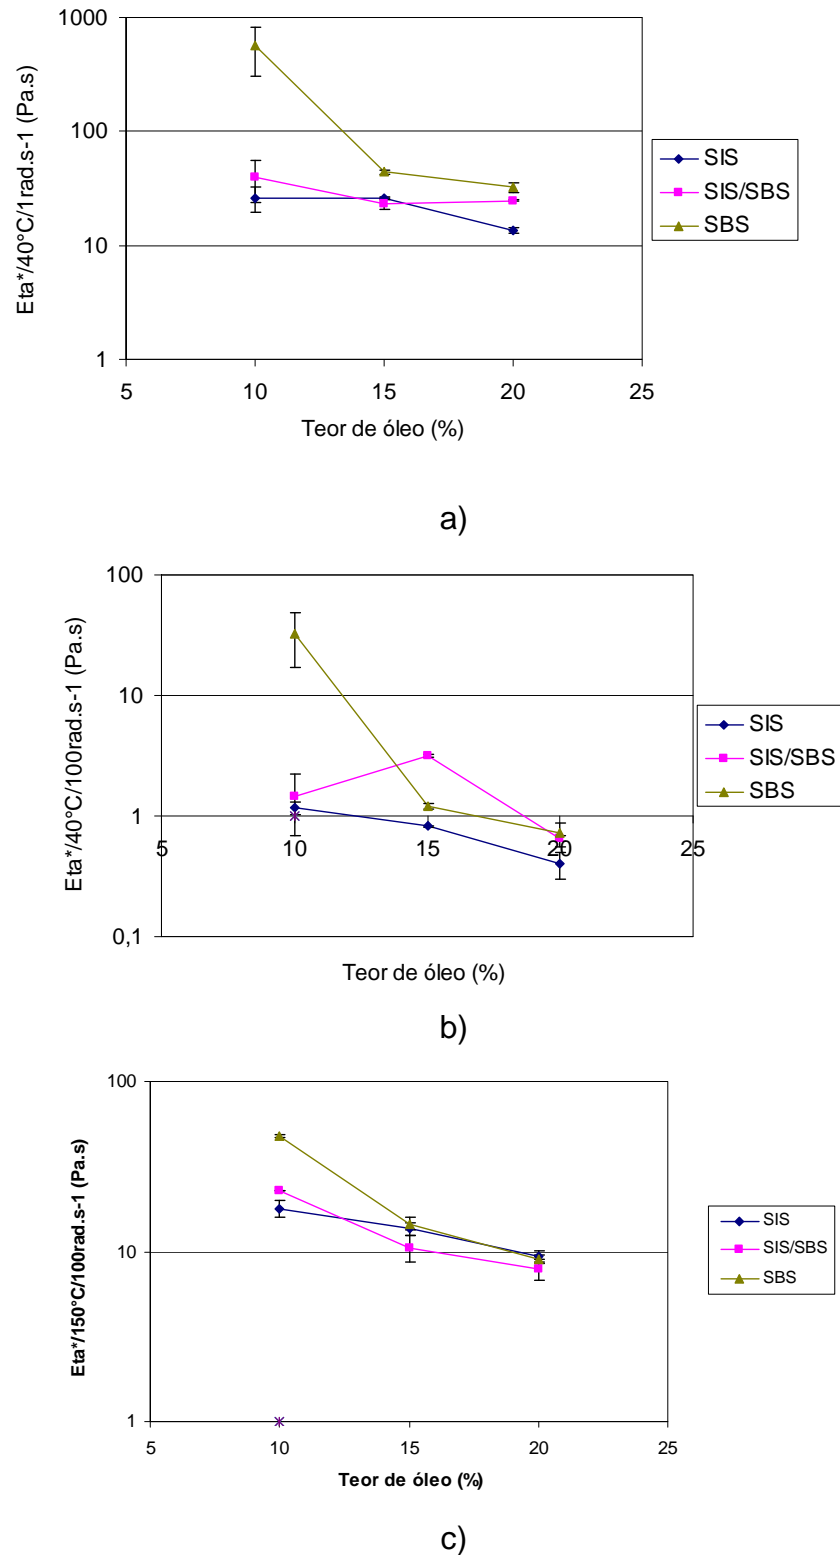 1000
100
10
1
5
10
15
20
25
Eta*/40°C/1rad.s-1 (Pa.s)
Teor de óleo (%)
SIS
SIS/SBS
SBS
a)
100
10
1
0,1
5
10
15
20
25
Eta*/40°C/100rad.s-1 (Pa.s)
Teor de óleo (%)
SIS
SIS/SBS
SBS
b)
100
10
1
5
10
15
20
25
Eta*/150°C/100rad.s-1 (Pa.s)
Teor de óleo (%)
SIS
SIS/SBS
SBS
c)